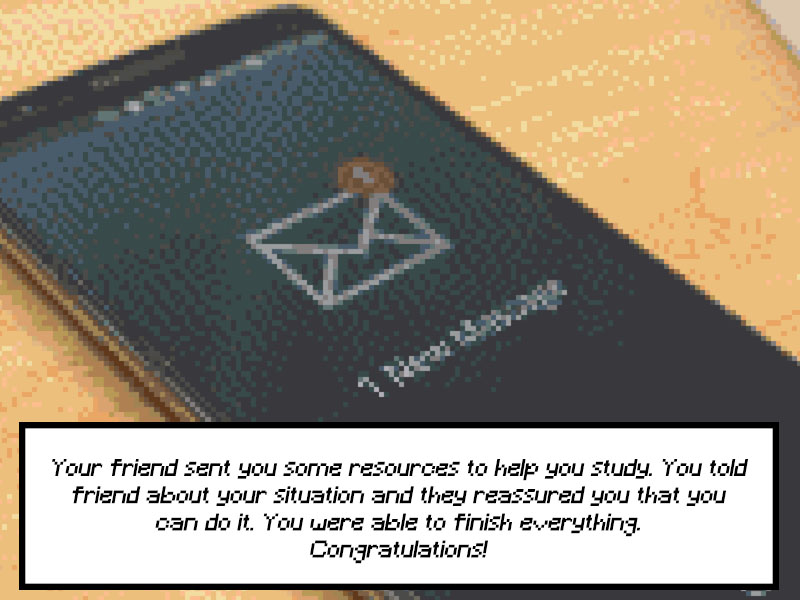 1 New Message
Your friend sent you some resources to help you study. You told
friend about your situation and they reassured you that you
can do it. You were able to finish everything.
Congratulations!